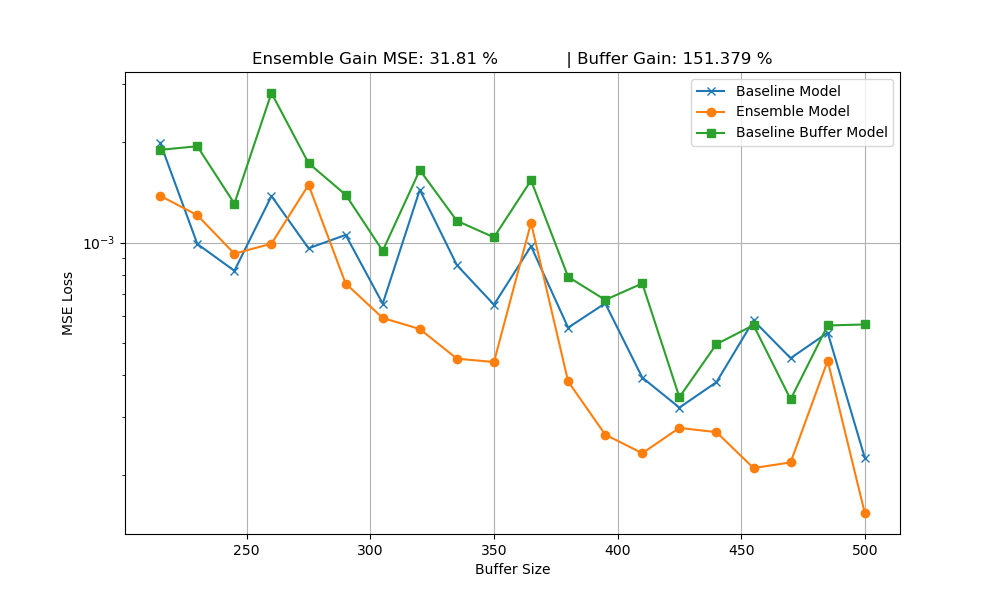 Ensemble Gain MSE: 31.81 % | Buffer Gain: 151.379 %
Baseline Model
Ensemble Model
Baseline Buffer Model
10⁻³
MSE Loss
250 300 350 400 450 500
Buffer Size